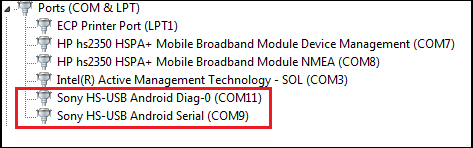 Ports (COM & LPT)
ECP Printer Port (LPT1)
HP hs2350 HSPA+ Mobile Broadband Module Device Management (COM7)
HP hs2350 HSPA+ Mobile Broadband Module NMEA (COM8)
Intel(R) Active Management Technology - SOL (COM3)
Sony HS-USB Android Diag-0 (COM11)
Sony HS-USB Android Serial (COM9)